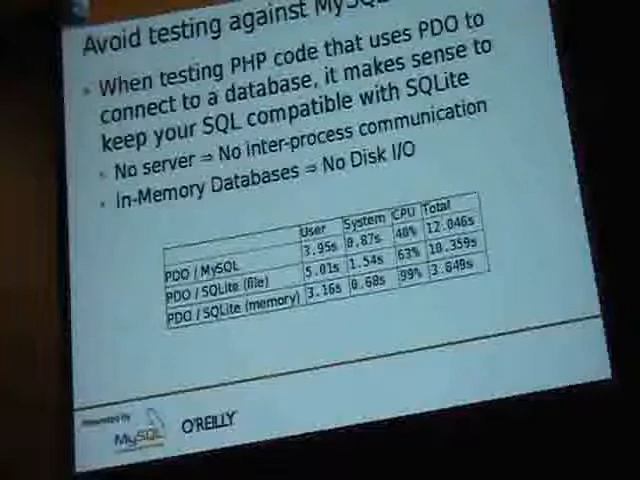 Avoid testing against MySQL
• When testing PHP code that uses PDO to
connect to a database, it makes sense to
keep your SQL compatible with SQLite
• No server ⇒ No inter-process communication
• In-Memory Databases ⇒ No Disk I/O
User System CPU Total
PDO / MySQL 3.95s 0.87s 40% 12.046s
PDO / SQLite (file) 5.01s 1.54s 63% 10.359s
PDO / SQLite (memory) 3.16s 0.60s 99% 3.849s
Presented by
MySQL
O'REILLY